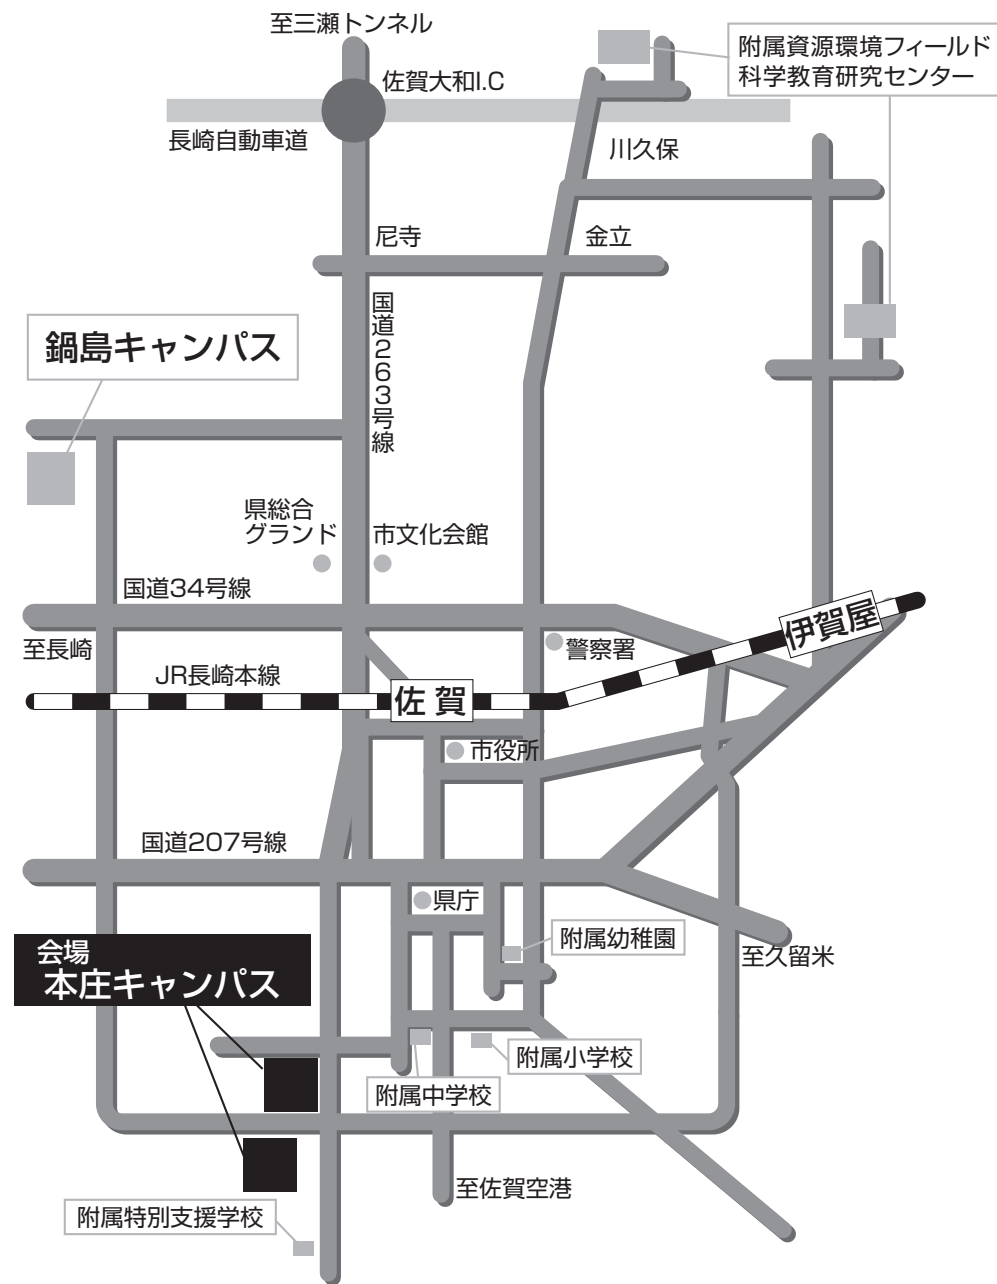 至三瀬トンネル
附属資源環境フィールド
科学教育研究センター
佐賀大和I.C
長崎自動車道
川久保
尼寺
金立
国道263号線
鍋島キャンパス
県総合
グランド
市文化会館
国道34号線
伊賀屋
至長崎
警察署
JR長崎本線
佐賀
市役所
国道207号線
県庁
附属幼稚園
会場
本庄キャンパス
至久留米
附属小学校
附属中学校
至佐賀空港
附属特別支援学校